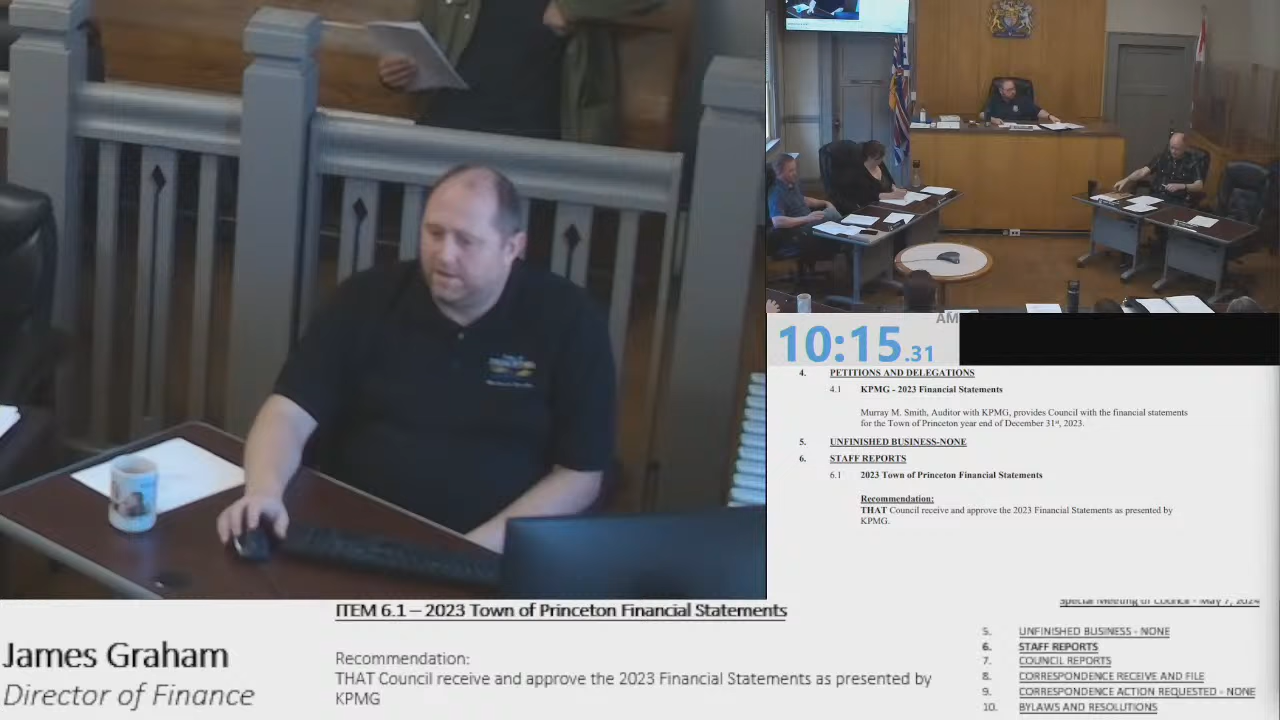 AM
10:15.31
4. PETITIONS AND DELEGATIONS
4.1 KPMG - 2023 Financial Statements
Murray M. Smith, Auditor with KPMG, provides Council with the financial statements
for the Town of Princeton year end of December 31st, 2023.
5. UNFINISHED BUSINESS-NONE
6. STAFF REPORTS
6.1 2023 Town of Princeton Financial Statements
Recommendation:
THAT Council receive and approve the 2023 Financial Statements as presented by
KPMG.
ITEM 6.1 – 2023 Town of Princeton Financial Statements
James Graham
Director of Finance
Recommendation:
THAT Council receive and approve the 2023 Financial Statements as presented by
KPMG
Special Meeting of Council - May 7, 2024
5. UNFINISHED BUSINESS - NONE
6. STAFF REPORTS
7. COUNCIL REPORTS
8. CORRESPONDENCE RECEIVE AND FILE
9. CORRESPONDENCE ACTION REQUESTED - NONE
10. BYLAWS AND RESOLUTIONS